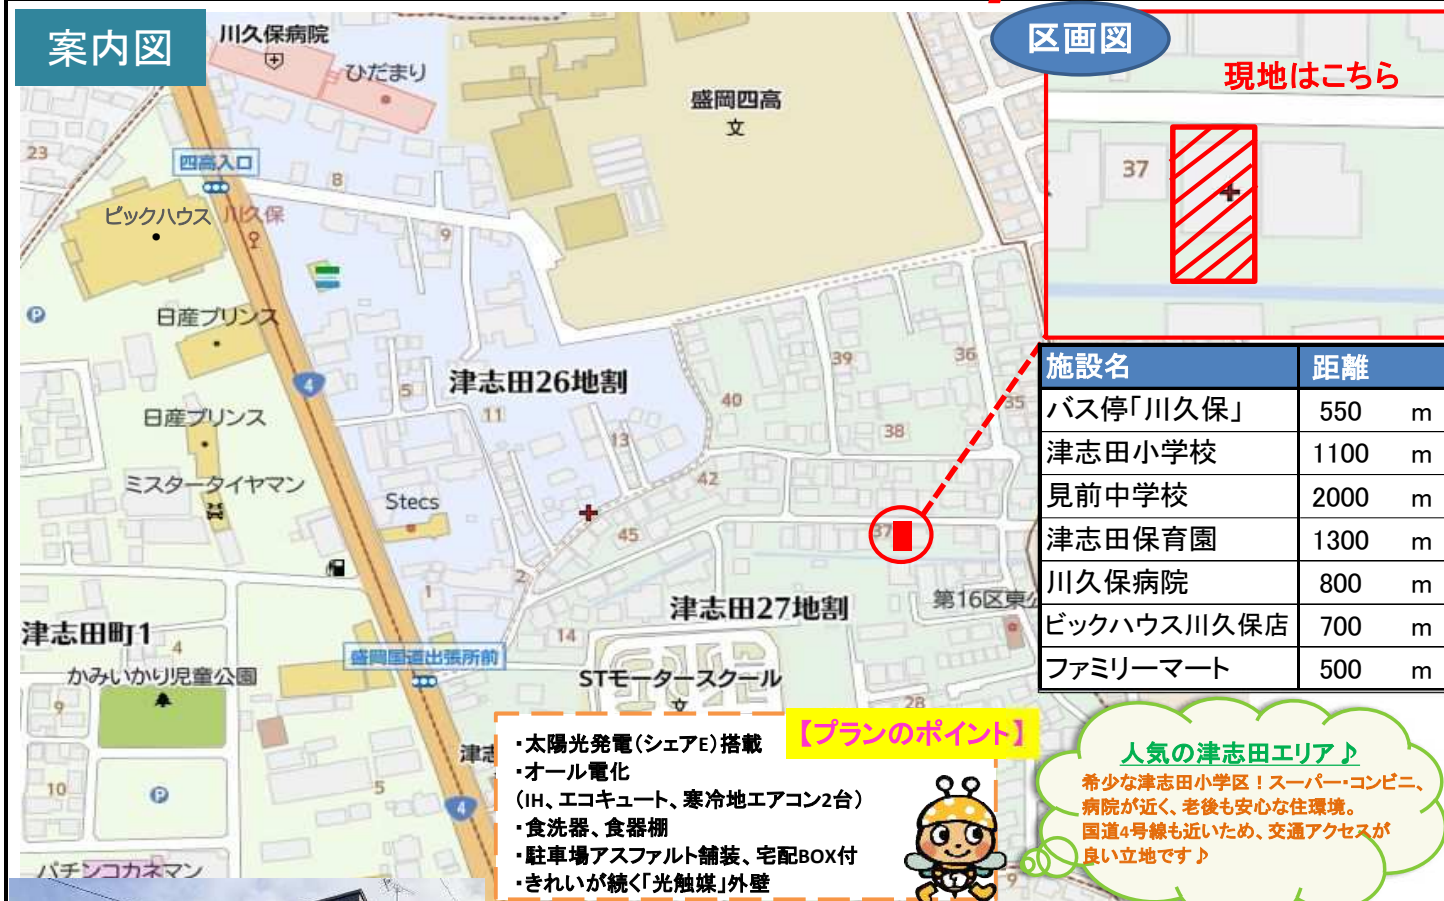 案内図
川久保病院
ひだまり
盛岡四高
文
23
四高入口
8
ビックハウス
川久保
9
P
日産プリンス
4
39
36
津志田26地割
5
11
40
35
日産プリンス
13
38
ミスタータイヤマン
Stecs
42
45
37
1
2
津志田27地割
第16区東公
津志田町1
4
14
盛岡国道出張所前
かみいかり児童公園
STモータースクール
文
9
28
津志
10
P
5
4
パチンコカネマン
9
区画図
現地はこちら
37
施設名 距離
バス停「川久保」 550 m
津志田小学校 1100 m
見前中学校 2000 m
津志田保育園 1300 m
川久保病院 800 m
ビックハウス川久保店 700 m
ファミリーマート 500 m
【プランのポイント】
・太陽光発電(シェアE)搭載
・オール電化
(IH、エコキュート、寒冷地エアコン2台)
・食洗器、食器棚
・駐車場アスファルト舗装、宅配BOX付
・きれいが続く「光触媒」外壁
人気の津志田エリア♪
希少な津志田小学区！スーパー・コンビニ、
病院が近く、老後も安心な住環境。
国道4号線も近いため、交通アクセスが
良い立地です♪